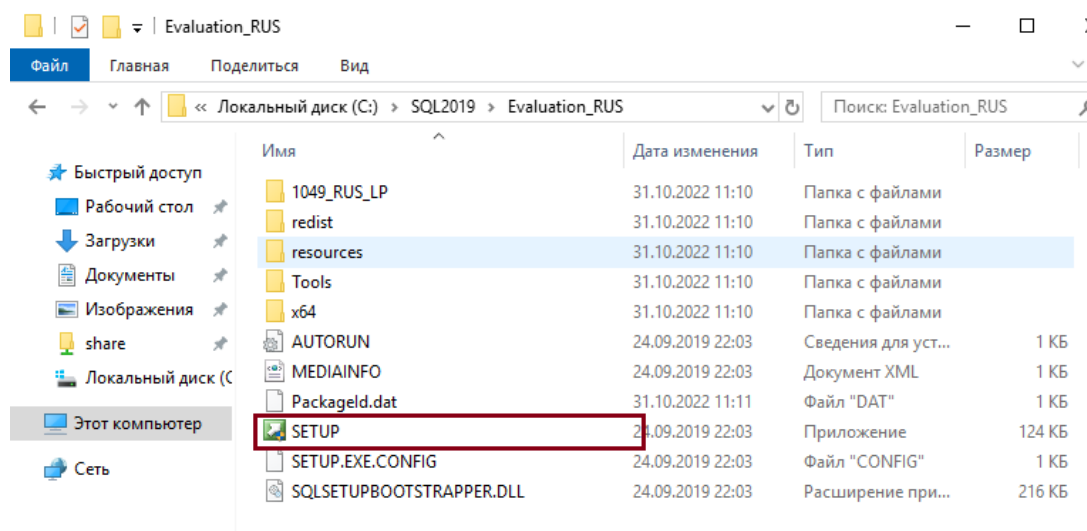 Evaluation_RUS
Файл Главная Поделиться Вид
« Локальный диск (C:) › SQL2019 › Evaluation_RUS Поиск: Evaluation_RUS
Имя Дата изменения Тип Размер
Быстрый доступ
Рабочий стол
Загрузки
Документы
Изображения
share
Локальный диск (C
Этот компьютер
Сеть
1049_RUS_LP 31.10.2022 11:10 Папка с файлами
redist 31.10.2022 11:10 Папка с файлами
resources 31.10.2022 11:10 Папка с файлами
Tools 31.10.2022 11:10 Папка с файлами
x64 31.10.2022 11:10 Папка с файлами
AUTORUN 24.09.2019 22:03 Сведения для уст... 1 КБ
MEDIAINFO 24.09.2019 22:03 Документ XML 1 КБ
PackageId.dat 31.10.2022 11:11 Файл "DAT" 1 КБ
SETUP 24.09.2019 22:03 Приложение 124 КБ
SETUP.EXE.CONFIG 24.09.2019 22:03 Файл "CONFIG" 1 КБ
SQLSETUPBOOTSTRAPPER.DLL 24.09.2019 22:03 Расширение при... 216 КБ